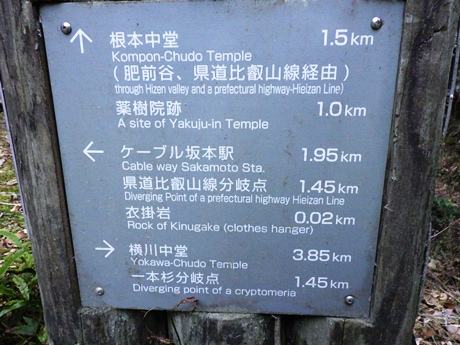 ↑ 根本中堂 1.5km
Kompon-Chudo Temple
(肥前谷、県道比叡山線経由)
through Hizen valley and a prefectural highway-Hieizan Line)
薬樹院跡 1.0km
A site of Yakuju-in Temple
← ケーブル坂本駅 1.95km
Cable way Sakamoto Sta.
県道比叡山線分岐点 1.45km
Diverging Point of a prefectural highway Hieizan Line
衣掛岩 0.02km
Rock of Kinugake (clothes hanger)
→ 横川中堂 3.85km
Yokawa-Chudo Temple
一本杉分岐点 1.45km
Diverging point of a cryptomeria